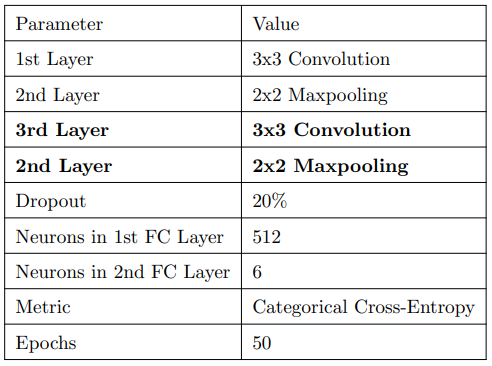 Parameter Value
1st Layer 3x3 Convolution
2nd Layer 2x2 Maxpooling
3rd Layer 3x3 Convolution
2nd Layer 2x2 Maxpooling
Dropout 20%
Neurons in 1st FC Layer 512
Neurons in 2nd FC Layer 6
Metric Categorical Cross-Entropy
Epochs 50